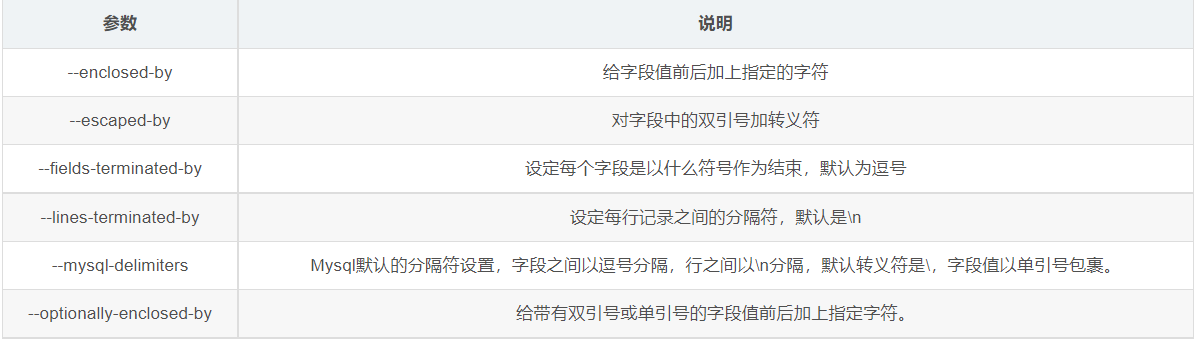 参数 说明
--enclosed-by 给字段值前后加上指定的字符
--escaped-by 对字段中的双引号加转义符
--fields-terminated-by 设定每个字段是以什么符号作为结束，默认为逗号
--lines-terminated-by 设定每行记录之间的分隔符，默认是\n
--mysql-delimiters Mysql默认的分隔符设置，字段之间以逗号分隔，行之间以\n分隔，默认转义符是\，字段值以单引号包裹。
--optionally-enclosed-by 给带有双引号或单引号的字段值前后加上指定字符。